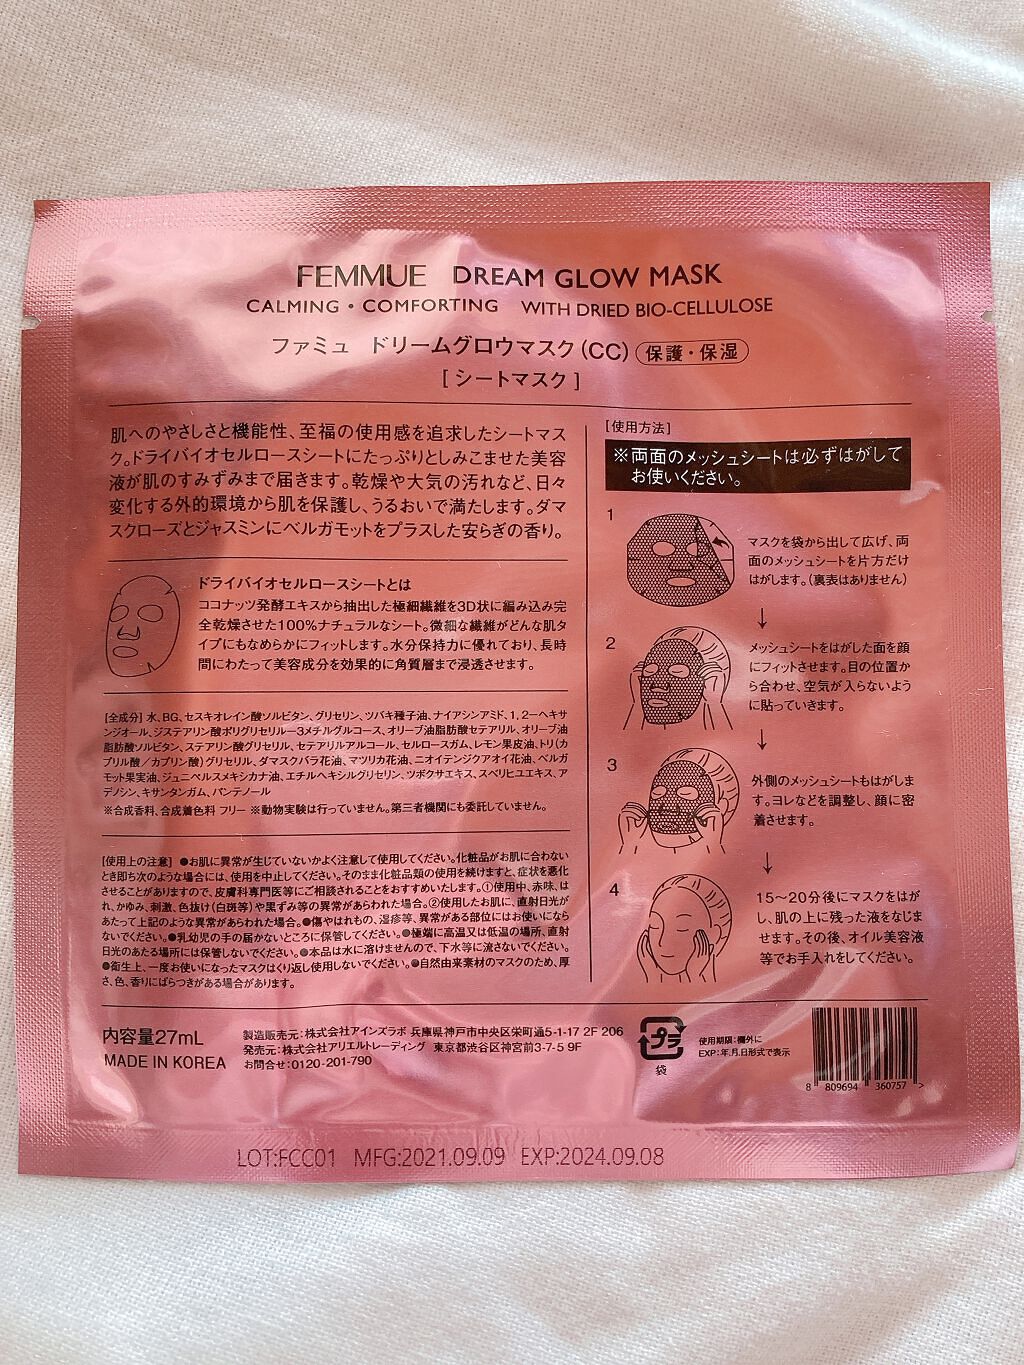 FEMMUE DREAM GLOW MASK
CALMING・COMFORTING WITH DRIED BIO-CELLULOSE
ファミュ ドリームグロウマスク(CC) 保護・保湿
[シートマスク]
肌へのやさしさと機能性、至福の使用感を追求したシートマス
ク。ドライバイオセルロースシートにたっぷりとしみこませた美容
液が肌のすみずみまで届きます。乾燥や大気の汚れなど、日々
変化する外的環境から肌を保護し、うるおいで満たします。ダマ
スクローズとジャスミンにベルガモットをプラスした安らぎの香り。
ドライバイオセルロースシートとは
ココナッツ発酵エキスから抽出した極細繊維を3D状に編み込み完
全乾燥させた100%ナチュラルなシート。微細な繊維がどんな肌タ
イプにもなめらかにフィットします。水分保持力に優れており、長時
間にわたって美容成分を効果的に角質層まで浸透させます。
[全成分] 水、BG、セスキオレイン酸ソルビタン、グリセリン、ツバキ種子油、ナイアシンアミド、1,2-ヘキサ
ンジオール、ジステアリン酸ポリグリセリル-3メチルグルコース、オリーブ油脂肪酸セテアリル、オリーブ油
脂肪酸ソルビタン、ステアリン酸グリセリル、セテアリルアルコール、セルロースガム、レモン果皮油、トリ(カ
プリル酸/カプリン酸)グリセリル、ダマスクバラ花油、マツリカ花油、ニオイテンジクアオイ花油、ベルガ
モット果実油、ジュニペルスメキシカナ油、エチルヘキシルグリセリン、ツボクサエキス、スベリヒユエキス、ア
デノシン、キサンタンガム、パンテノール
※合成香料、合成着色料 フリー ※動物実験は行っていません。第三者機関にも委託していません。
[使用上の注意] ●お肌に異常が生じていないかよく注意して使用してください。化粧品がお肌に合わない
とき即ち次のような場合には、使用を中止してください。そのまま化粧品類の使用を続けますと、症状を悪化
させることがありますので、皮膚科専門医等にご相談されることをおすすめいたします。①使用中、赤味、は
れ、かゆみ、刺激、色抜け(白斑等)や黒ずみ等の異常があらわれた場合。②使用したお肌に、直射日光が
あたって上記のような異常があらわれた場合。●傷やはれもの、湿疹等、異常がある部位にはお使いになら
ないでください。●乳幼児の手の届かないところに保管してください。●極端に高温又は低温の場所、直射
日光のあたる場所には保管しないでください。●本品は水に溶けませんので、下水等に流さないでください。
●衛生上、一度お使いになったマスクはくり返し使用しないでください。●自然由来素材のマスクのため、厚
さ、色、香りにばらつきがある場合があります。
[使用方法]
※両面のメッシュシートは必ずはがして
お使いください。
1
マスクを袋から出して広げ、両
面のメッシュシートを片方だけ
はがします。(裏表はありません)
↓
2
メッシュシートをはがした面を顔
にフィットさせます。目の位置か
ら合わせ、空気が入らないよう
に貼っていきます。
↓
3
外側のメッシュシートもはがしま
す。ヨレなどを調整し、顔に密
着させます。
↓
4
15〜20分後にマスクをはが
し、肌の上に残った液をなじま
せます。その後、オイル美容液
等でお手入れをしてください。
内容量27mL
MADE IN KOREA
製造販売元:株式会社アインズラボ 兵庫県神戸市中央区栄町通5-1-17 2F 206
発売元:株式会社アリエルトレーディング 東京都渋谷区神宮前3-7-5 9F
お問合せ:0120-201-790
プラ
袋
使用期限:欄外に
EXP:年.月.日形式で表示
8 809694 360757 >
LOT:FCC01 MFG:2021.09.09 EXP:2024.09.08